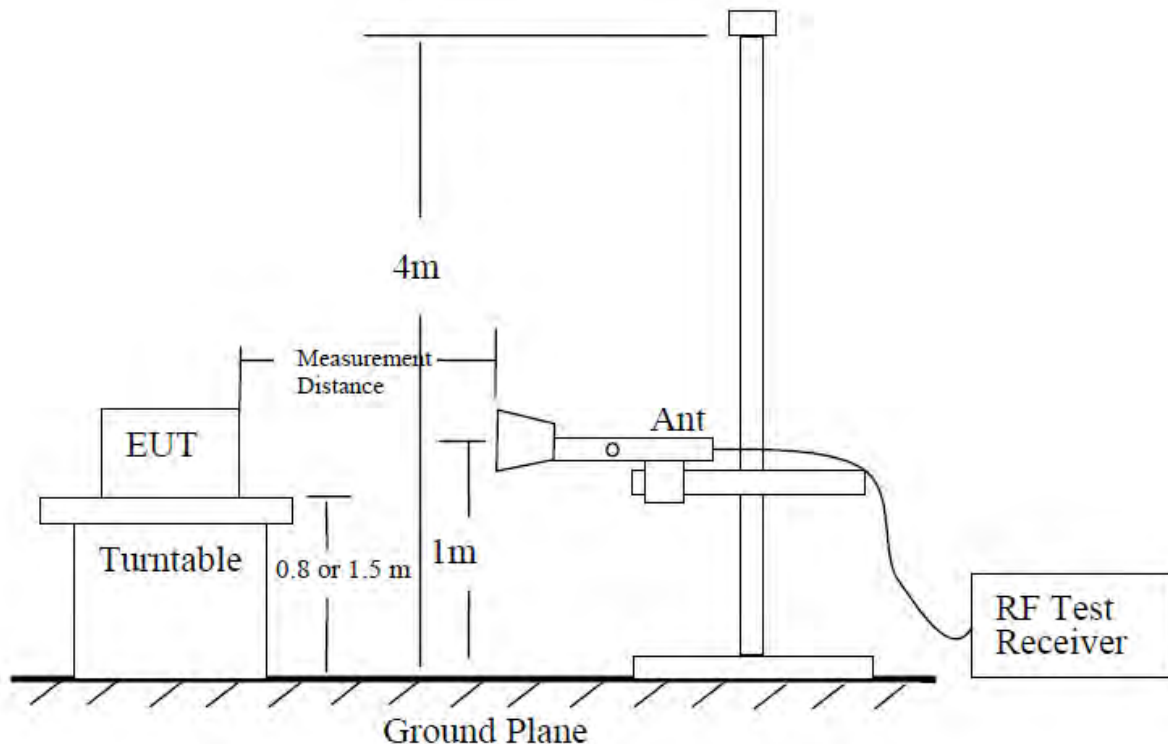 4m
Measurement
Distance
EUT
Ant
Turntable
0.8 or 1.5 m
1m
RF Test
Receiver
Ground Plane